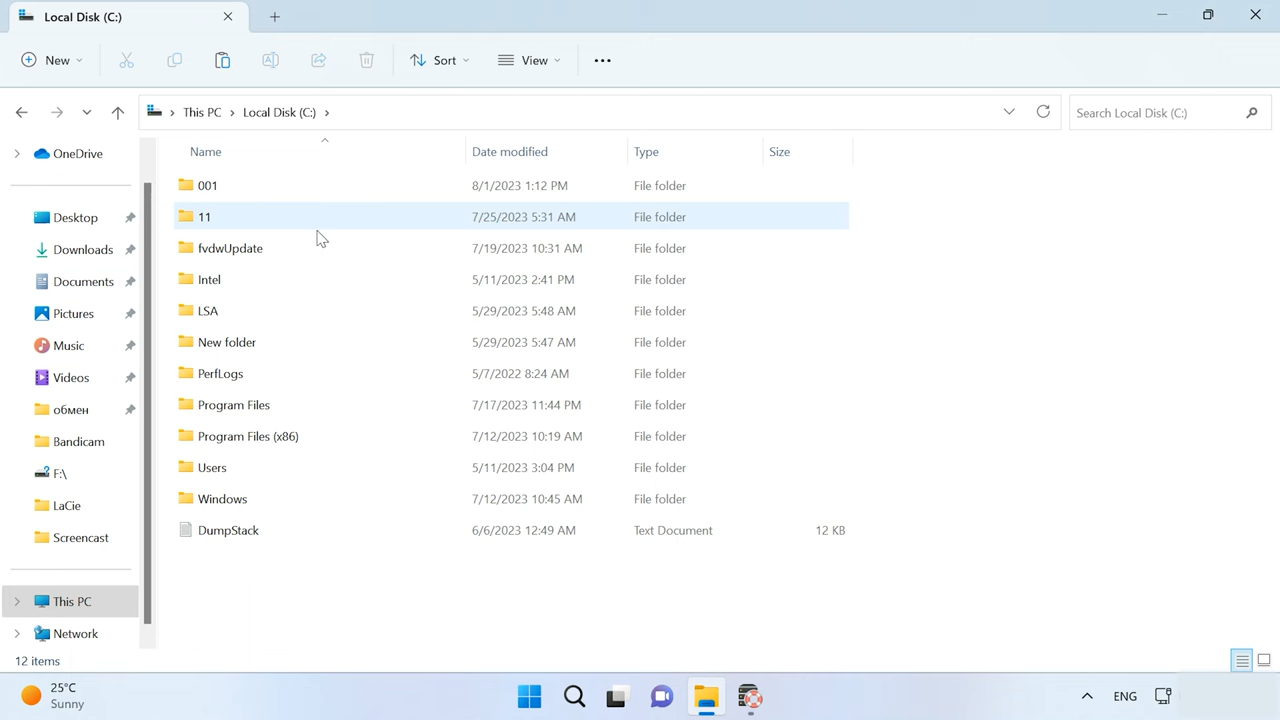 Local Disk (C:)
New
Sort
View
This PC
Local Disk (C:)
Search Local Disk (C:)
Name
Date modified
Type
Size
OneDrive
Desktop
Downloads
Documents
Pictures
Music
Videos
обмен
Bandicam
F:\
LaCie
Screencast
This PC
Network
001 8/1/2023 1:12 PM File folder
11 7/25/2023 5:31 AM File folder
fvdwUpdate 7/19/2023 10:31 AM File folder
Intel 5/11/2023 2:41 PM File folder
LSA 5/29/2023 5:48 AM File folder
New folder 5/29/2023 5:47 AM File folder
PerfLogs 5/7/2022 8:24 AM File folder
Program Files 7/17/2023 11:44 PM File folder
Program Files (x86) 7/12/2023 10:19 AM File folder
Users 5/11/2023 3:04 PM File folder
Windows 7/12/2023 10:45 AM File folder
DumpStack 6/6/2023 12:49 AM Text Document 12 KB
12 items
25°C
Sunny
ENG